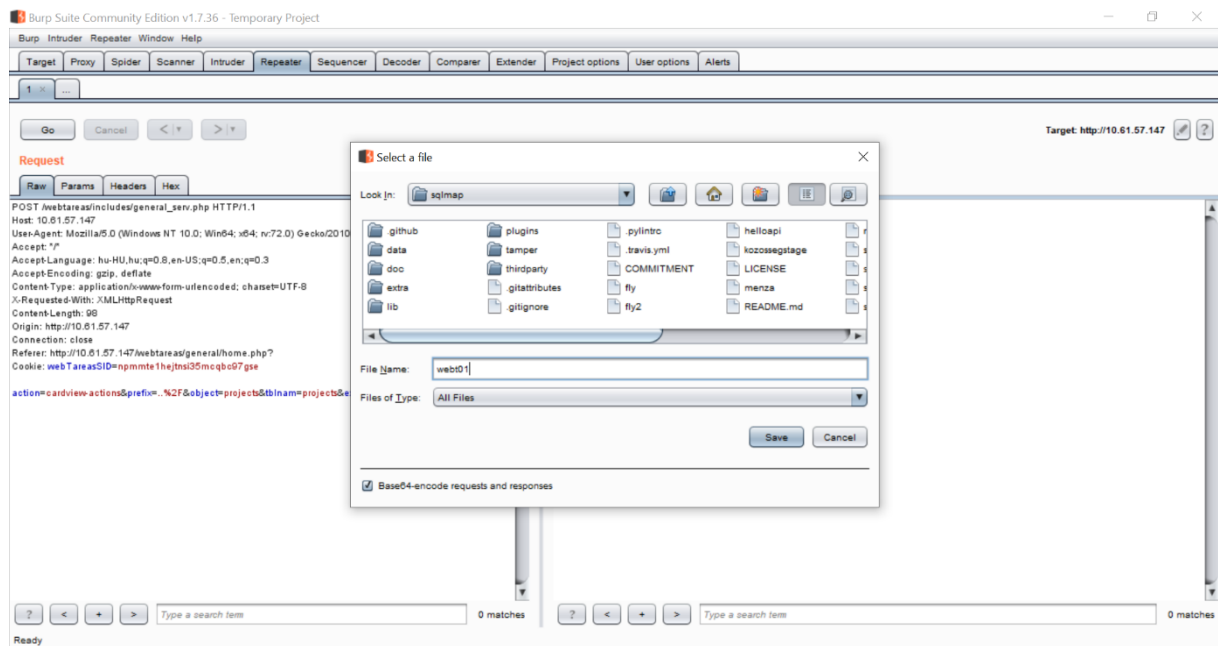 Burp Suite Community Edition v1.7.36 - Temporary Project
Burp Intruder Repeater Window Help
Target Proxy Spider Scanner Intruder Repeater Sequencer Decoder Comparer Extender Project options User options Alerts
1 × ...
Go Cancel < > Target: http://10.61.57.147 ?
Request
Raw Params Headers Hex
POST /webtareas/includes/general_serv.php HTTP/1.1
Host: 10.61.57.147
User-Agent: Mozilla/5.0 (Windows NT 10.0; Win64; x64; rv:72.0) Gecko/2010
Accept: */*
Accept-Language: hu-HU,hu;q=0.8,en-US;q=0.5,en;q=0.3
Accept-Encoding: gzip, deflate
Content-Type: application/x-www-form-urlencoded; charset=UTF-8
X-Requested-With: XMLHttpRequest
Content-Length: 98
Origin: http://10.61.57.147
Connection: close
Referer: http://10.61.57.147/webtareas/general/home.php?
Cookie: webTareasSID=npmmte1hejtnsi35mcqbc97gse
action=cardview-actions&prefix=..%2F&object=projects&tblnam=projects&e
Select a file
Look In: sqlmap
.github plugins .pylintrc helloapi
data tamper .travis.yml kozossegstage
doc thirdparty COMMITMENT LICENSE
extra .gitattributes fly menza
lib .gitignore fly2 README.md
File Name: webt01
Files of Type: All Files
Save Cancel
Base64-encode requests and responses
? < + > Type a search term 0 matches ? < + > Type a search term 0 matches
Ready